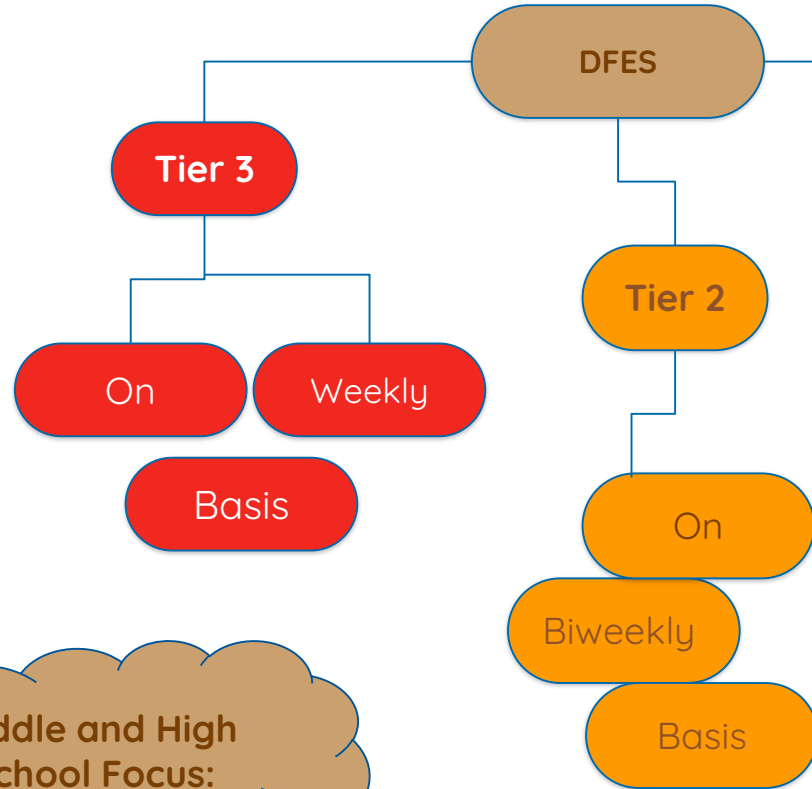 DFES
Tier 3
On
Weekly
Basis
Tier 2
On
Biweekly
Basis
ddle and High
chool Focus: